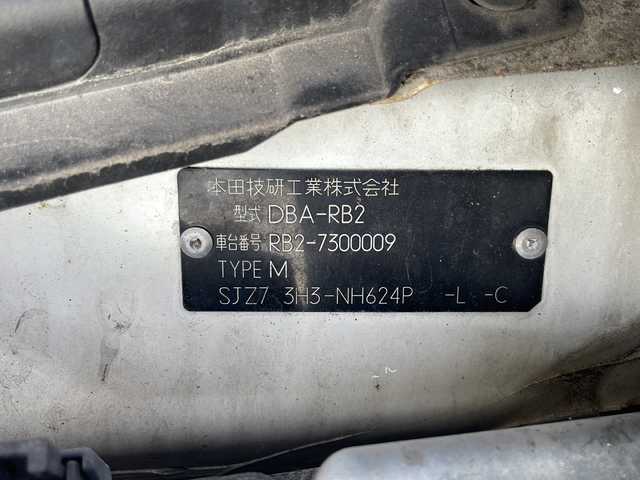 本田技研工業株式会社
型式 DBA-RB2
車台番号 RB2-7300009
TYPE M
SJZ7 3H3-NH624P -L -C